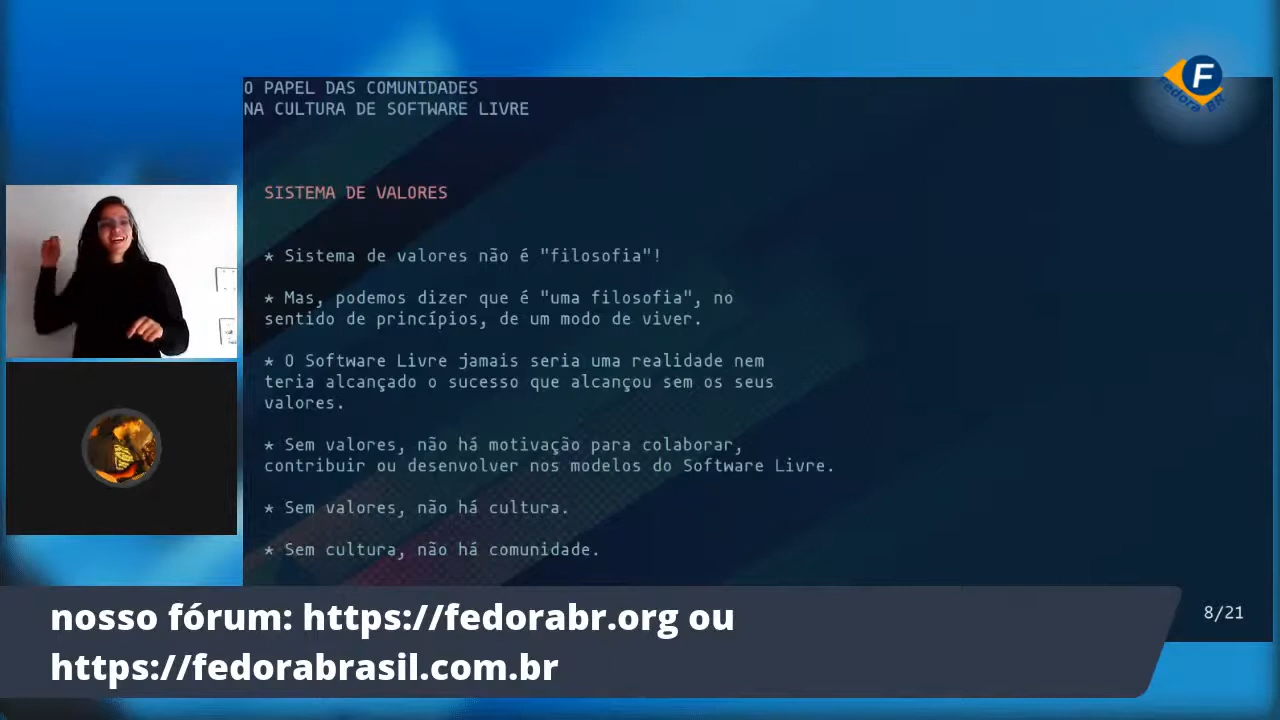 O PAPEL DAS COMUNIDADES
NA CULTURA DE SOFTWARE LIVRE
F
Fedora BR
SISTEMA DE VALORES
* Sistema de valores não é "filosofia"!
* Mas, podemos dizer que é "uma filosofia", no
sentido de princípios, de um modo de viver.
* O Software Livre jamais seria uma realidade nem
teria alcançado o sucesso que alcançou sem os seus
valores.
* Sem valores, não há motivação para colaborar,
contribuir ou desenvolver nos modelos do Software Livre.
* Sem valores, não há cultura.
* Sem cultura, não há comunidade.
8/21
nosso fórum: https://fedorabr.org ou
https://fedorabrasil.com.br